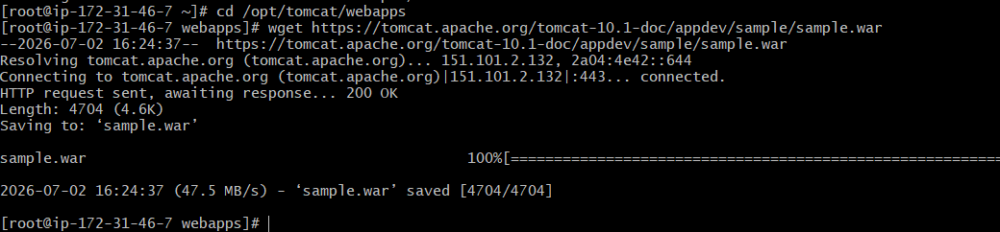 [root@ip-172-31-46-7 ~]# cd /opt/tomcat/webapps
[root@ip-172-31-46-7 webapps]# wget https://tomcat.apache.org/tomcat-10.1-doc/appdev/sample/sample.war
--2026-07-02 16:24:37--  https://tomcat.apache.org/tomcat-10.1-doc/appdev/sample/sample.war
Resolving tomcat.apache.org (tomcat.apache.org)... 151.101.2.132, 2a04:4e42::644
Connecting to tomcat.apache.org (tomcat.apache.org)|151.101.2.132|:443... connected.
HTTP request sent, awaiting response... 200 OK
Length: 4704 (4.6K)
Saving to: ‘sample.war’
sample.war 100%[==========================================================
2026-07-02 16:24:37 (47.5 MB/s) - ‘sample.war’ saved [4704/4704]
[root@ip-172-31-46-7 webapps]#